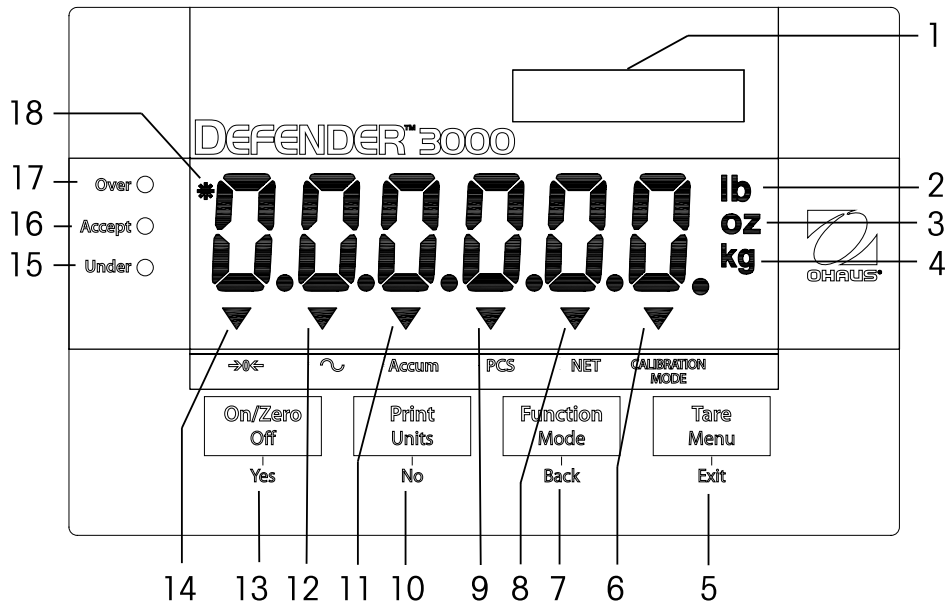 1
DEFENDER™ 3000
18
17 Over * 0.0.0.0.0.0. lb 2
16 Accept oz 3
15 Under kg 4
OHAUS
→0← ∿ Accum PCS NET CALIBRATION MODE
On/Zero Off
Print Units
Function Mode
Tare Menu
Yes No Back Exit
14 13 12 11 10 9 8 7 6 5